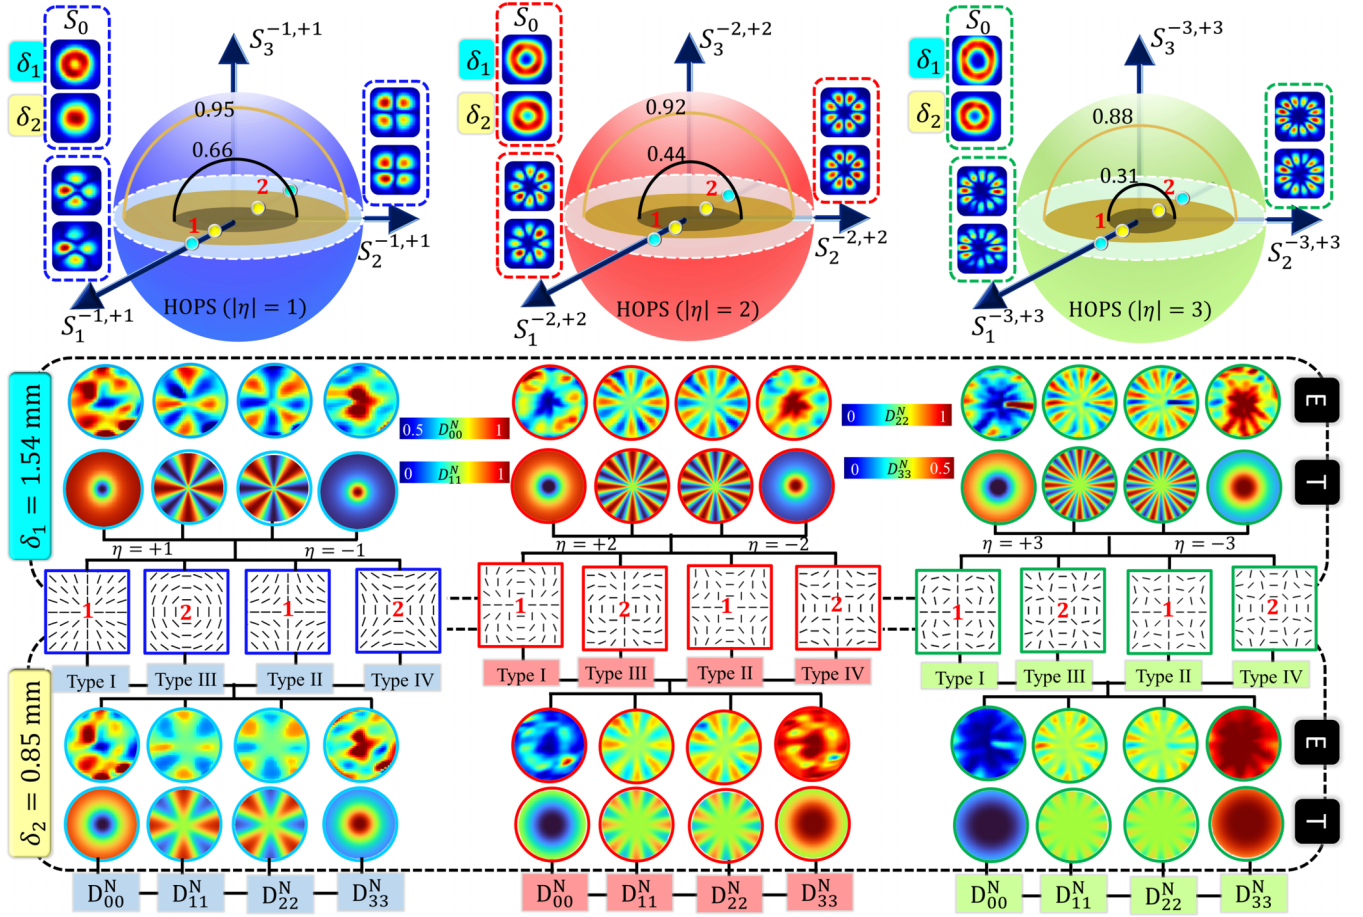 S₀ S₃⁻¹,⁺¹ S₀ S₃⁻²,⁺² S₀ S₃⁻³,⁺³
δ₁ δ₁ δ₁
δ₂ 0.95 δ₂ 0.92 δ₂ 0.88
0.66 0.44 0.31
2 2 2
1 1 1
S₂⁻¹,⁺¹ S₂⁻²,⁺² S₂⁻³,⁺³
S₁⁻¹,⁺¹ HOPS (|η| = 1) S₁⁻²,⁺² HOPS (|η| = 2) S₁⁻³,⁺³ HOPS (|η| = 3)
δ₁ = 1.54 mm
E
0.5 D₀₀ᴺ 1 0 D₂₂ᴺ 1
0 D₁₁ᴺ 1 0 D₃₃ᴺ 0.5
T
η = +1 η = −1 η = +2 η = −2 η = +3 η = −3
1 2 1 2 1 2 1 2 1 2 1 2
Type I Type III Type II Type IV Type I Type III Type II Type IV Type I Type III Type II Type IV
δ₂ = 0.85 mm
E
T
D₀₀ᴺ D₁₁ᴺ D₂₂ᴺ D₃₃ᴺ D₀₀ᴺ D₁₁ᴺ D₂₂ᴺ D₃₃ᴺ D₀₀ᴺ D₁₁ᴺ D₂₂ᴺ D₃₃ᴺ